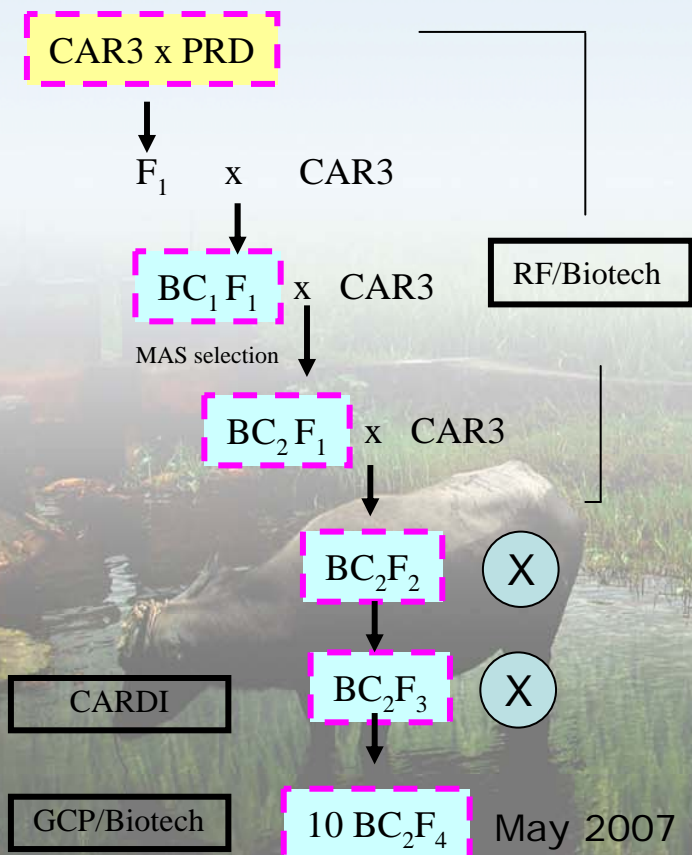 CAR3 x PRD
F₁ x CAR3
BC₁F₁ x CAR3
RF/Biotech
MAS selection
BC₂F₁ x CAR3
BC₂F₂ X
BC₂F₃ X
CARDI
GCP/Biotech
10 BC₂F₄ May 2007